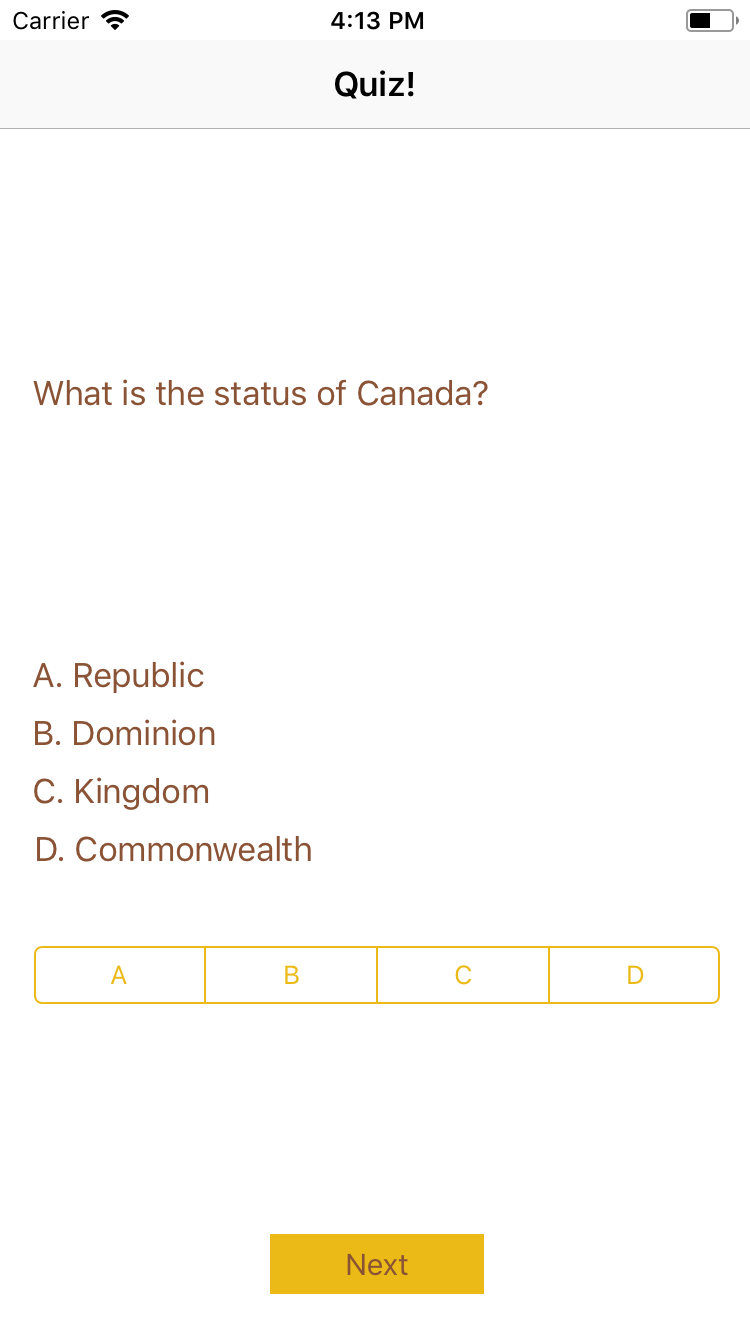 Carrier 4:13 PM
Quiz!
What is the status of Canada?
A. Republic
B. Dominion
C. Kingdom
D. Commonwealth
A B C D
Next